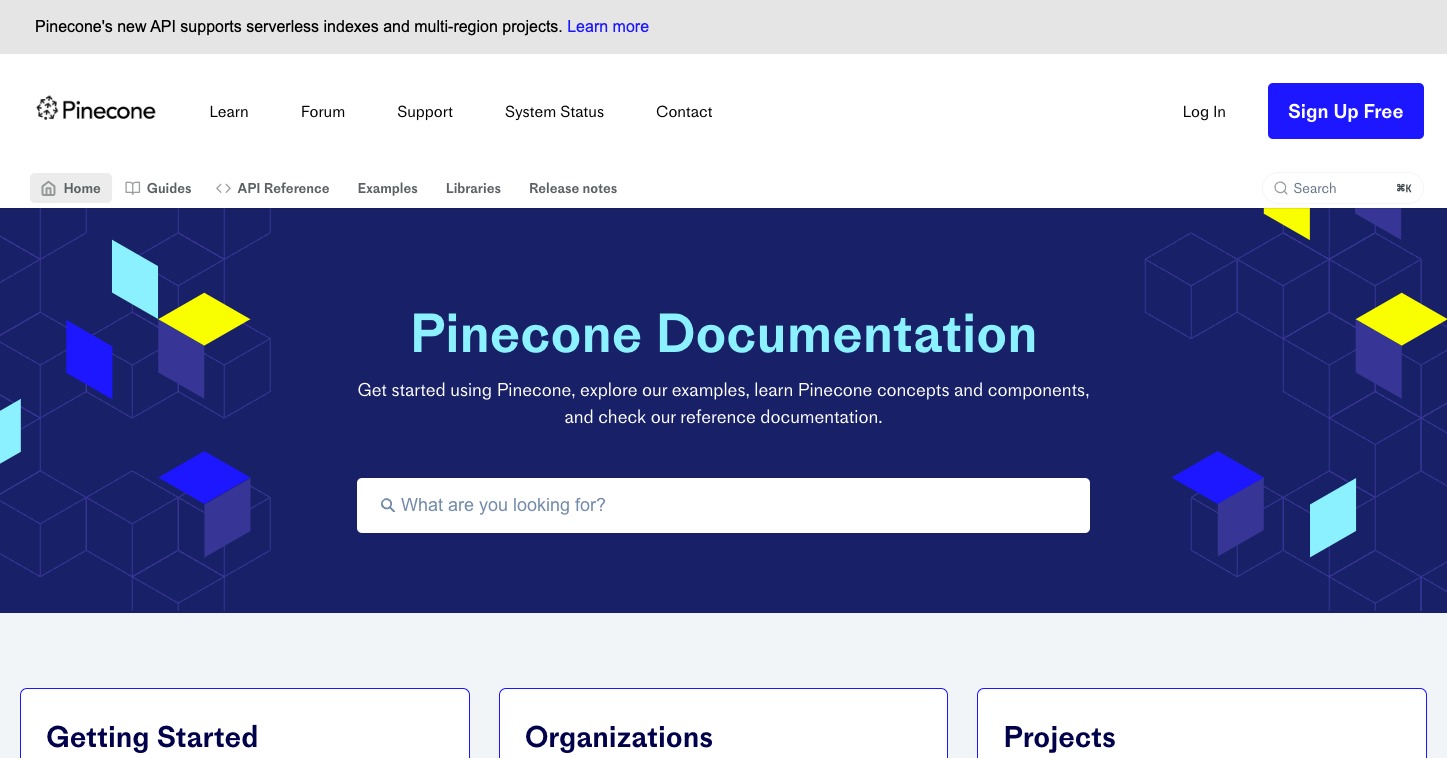 Pinecone's new API supports serverless indexes and multi-region projects. Learn more
Pinecone Learn Forum Support System Status Contact Log In Sign Up Free
Home Guides API Reference Examples Libraries Release notes Search ⌘K
Pinecone Documentation
Get started using Pinecone, explore our examples, learn Pinecone concepts and components,
and check our reference documentation.
What are you looking for?
Getting Started Organizations Projects